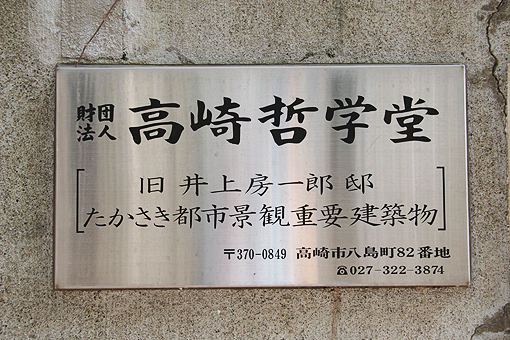 財団法人 高崎哲学堂
旧 井上房一郎 邸
たかさき都市景観重要建築物
〒370-0849 高崎市八島町82番地
☎027-322-3874